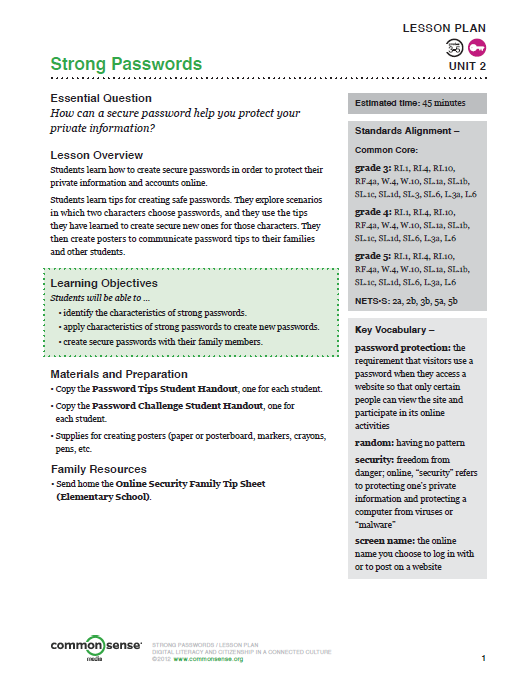 LESSON PLAN
UNIT 2
Strong Passwords
Essential Question
How can a secure password help you protect your
private information?
Lesson Overview
Students learn how to create secure passwords in order to protect their
private information and accounts online.
Students learn tips for creating safe passwords. They explore scenarios
in which two characters choose passwords, and they use the tips
they have learned to create secure new ones for those characters. They
then create posters to communicate password tips to their families
and other students.
Learning Objectives
Students will be able to ...
• identify the characteristics of strong passwords.
• apply characteristics of strong passwords to create new passwords.
• create secure passwords with their family members.
Materials and Preparation
• Copy the Password Tips Student Handout, one for each student.
• Copy the Password Challenge Student Handout, one for
each student.
• Supplies for creating posters (paper or posterboard, markers, crayons,
pens, etc.
Family Resources
• Send home the Online Security Family Tip Sheet
(Elementary School).
Estimated time: 45 minutes
Standards Alignment –
Common Core:
grade 3: RI.1, RI.4, RI.10,
RF.4a, W.4, W.10, SL.1a, SL.1b,
SL.1c, SL.1d, SL.3, SL.6, L.3a, L.6
grade 4: RI.1, RI.4, RI.10,
RF.4a, W.4, W.10, SL.1a, SL.1b,
SL.1c, SL.1d, SL.6, L.3a, L.6
grade 5: RI.1, RI.4, RI.10,
RF.4a, W.4, W.10, SL.1a, SL.1b,
SL.1c, SL.1d, SL.6, L.3a, L.6
NETS•S: 2a, 2b, 3b, 5a, 5b
Key Vocabulary –
password protection: the
requirement that visitors use a
password when they access a
website so that only certain
people can view the site and
participate in its online
activities
random: having no pattern
security: freedom from
danger; online, “security” refers
to protecting one’s private
information and protecting a
computer from viruses or
“malware”
screen name: the online
name you choose to log in with
or to post on a website
common sense
media
STRONG PASSWORDS / LESSON PLAN
DIGITAL LITERACY AND CITIZENSHIP IN A CONNECTED CULTURE
©2012 www.commonsense.org
1